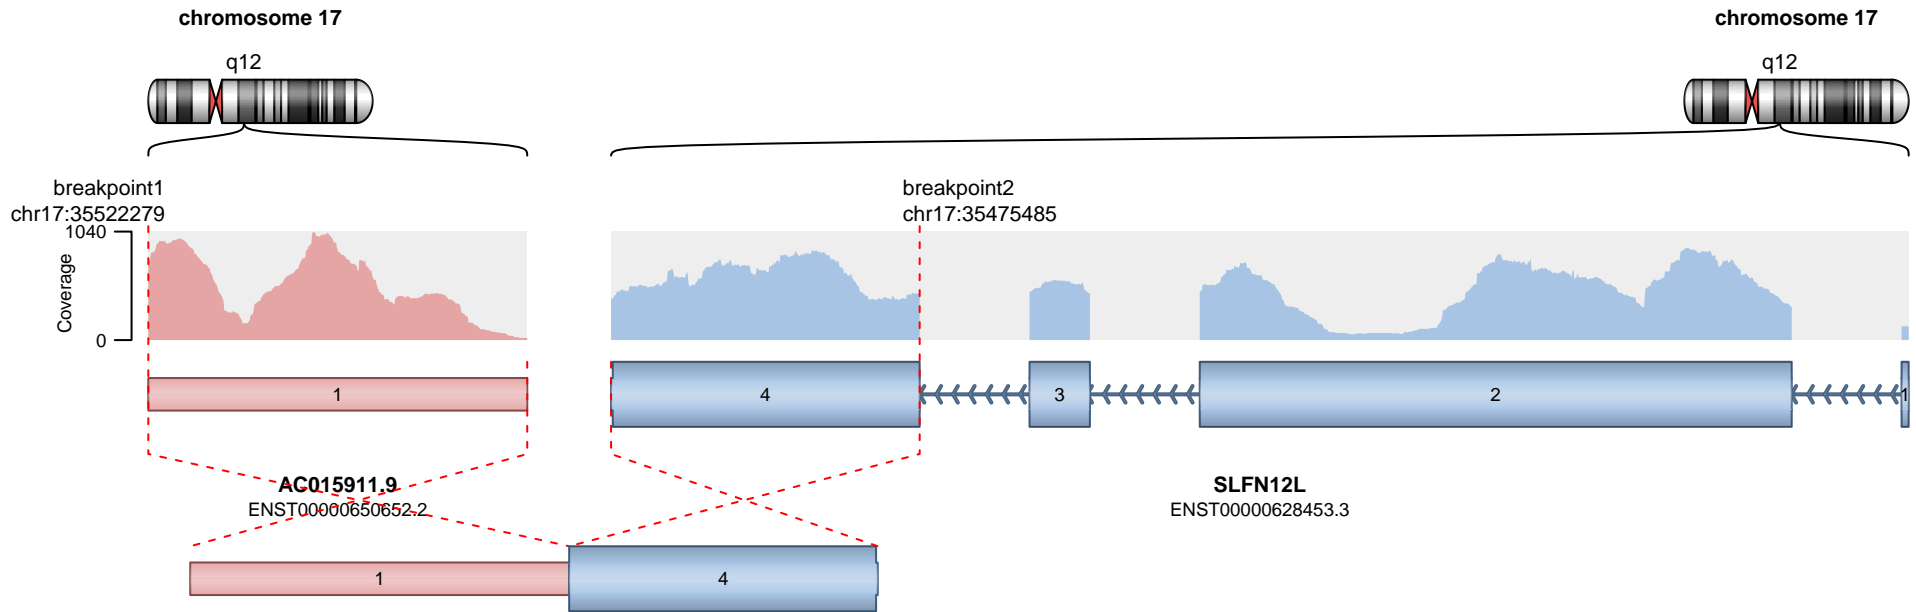 chromosome 17
chromosome 17
q12
q12
breakpoint1
chr17:35522279
breakpoint2
chr17:35475485
1040
Coverage
0
1
4
3
2
1
AC015911.9
ENST00000650652.2
SLFN12L
ENST00000628453.3
1
4